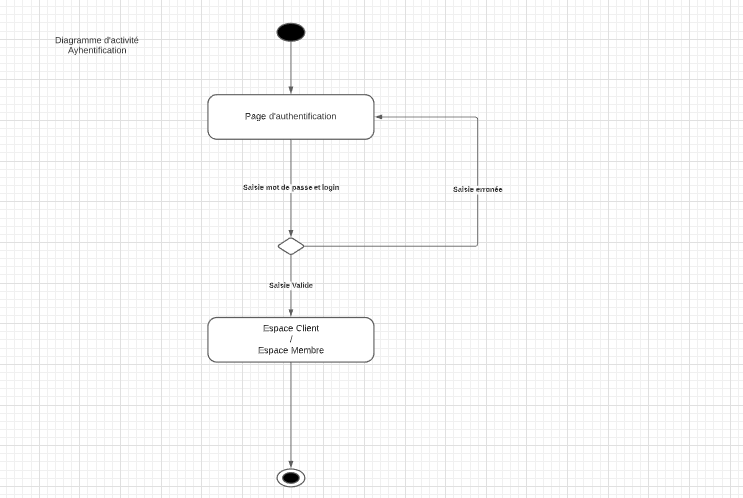 Diagramme d'activité
Ayhentification
Page d'authentification
Saisie mot de passe et login
Saisie erronée
Saisie Valide
Espace Client
/
Espace Membre